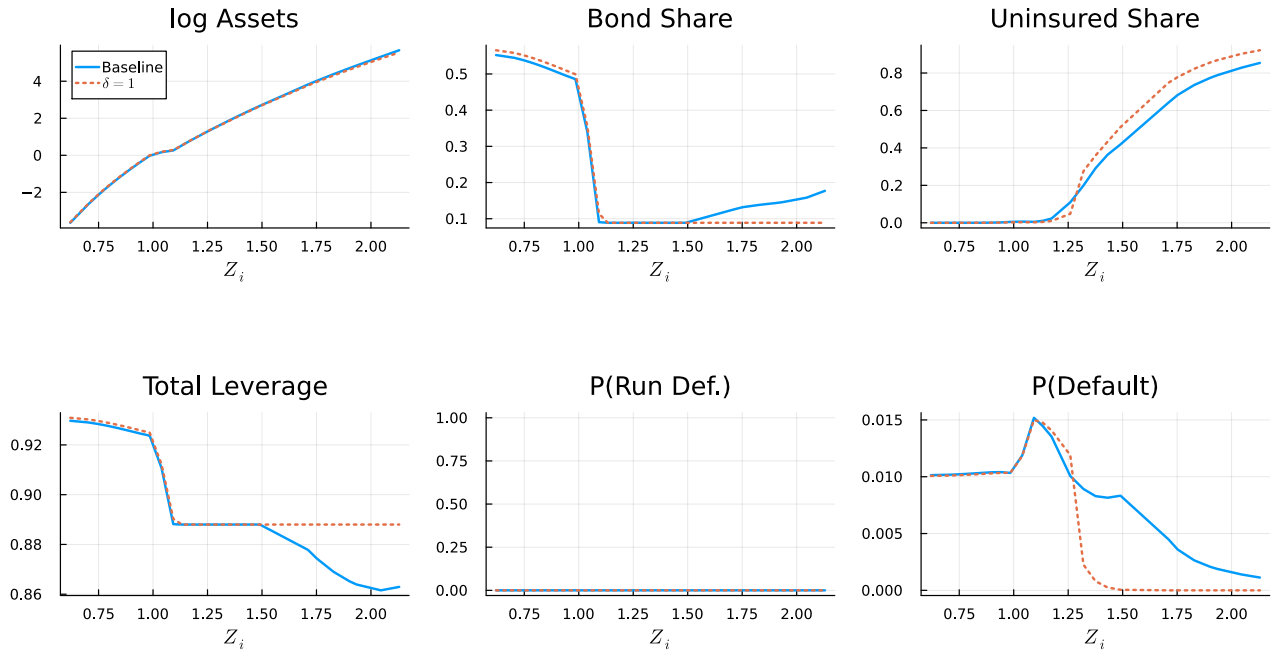 log Assets
Bond Share
Uninsured Share
Baseline
δ = 1
4
2
0
−2
0.5
0.4
0.3
0.2
0.1
0.8
0.6
0.4
0.2
0.0
0.75 1.00 1.25 1.50 1.75 2.00
0.75 1.00 1.25 1.50 1.75 2.00
0.75 1.00 1.25 1.50 1.75 2.00
Z_i
Z_i
Z_i
Total Leverage
P(Run Def.)
P(Default)
0.92
0.90
0.88
0.86
1.00
0.75
0.50
0.25
0.00
0.015
0.010
0.005
0.000
0.75 1.00 1.25 1.50 1.75 2.00
0.75 1.00 1.25 1.50 1.75 2.00
0.75 1.00 1.25 1.50 1.75 2.00
Z_i
Z_i
Z_i